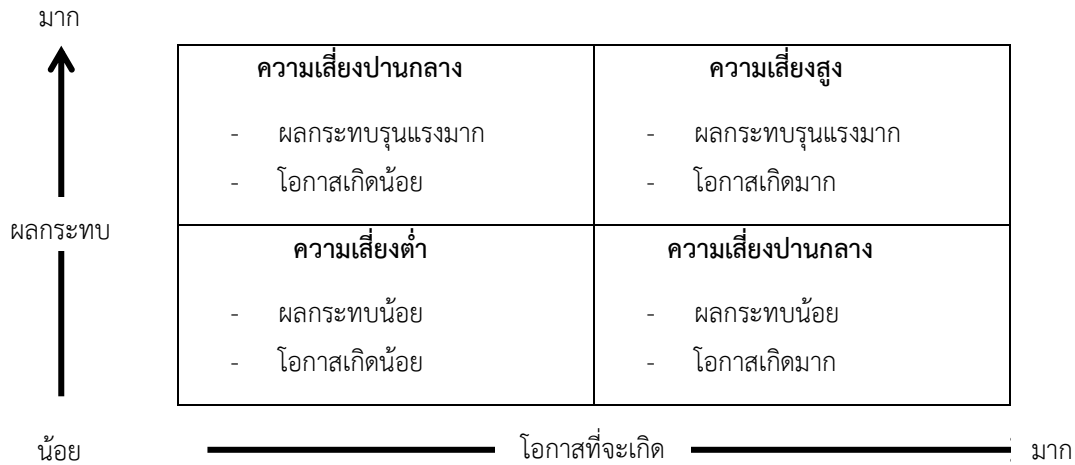 มาก
ความเสี่ยงปานกลาง
- ผลกระทบรุนแรงมาก
- โอกาสเกิดน้อย
ความเสี่ยงสูง
- ผลกระทบรุนแรงมาก
- โอกาสเกิดมาก
ผลกระทบ
ความเสี่ยงต่ำ
- ผลกระทบน้อย
- โอกาสเกิดน้อย
ความเสี่ยงปานกลาง
- ผลกระทบน้อย
- โอกาสเกิดมาก
น้อย
โอกาสที่จะเกิด
มาก